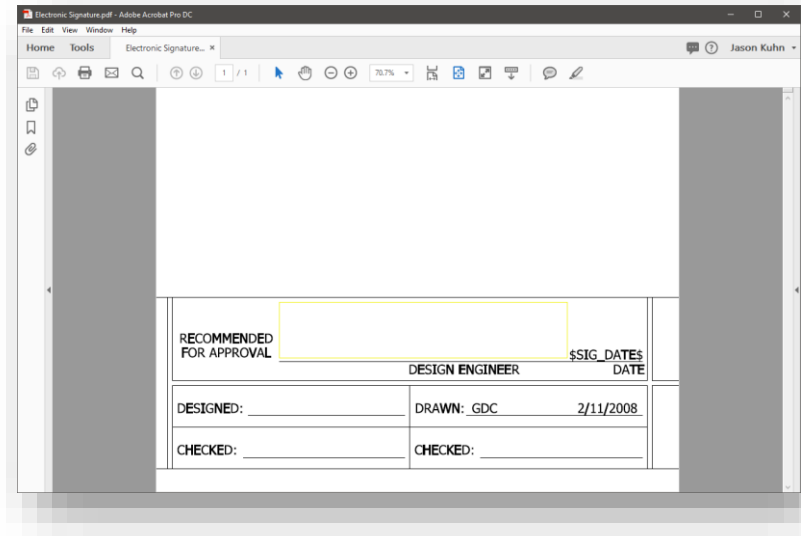 Electronic Signature.pdf - Adobe Acrobat Pro DC
File Edit View Window Help
Home Tools Electronic Signature... × Jason Kuhn
1 / 1 70.7%
RECOMMENDED
FOR APPROVAL $SIG_DATE$
DESIGN ENGINEER DATE
DESIGNED: DRAWN: GDC 2/11/2008
CHECKED: CHECKED: